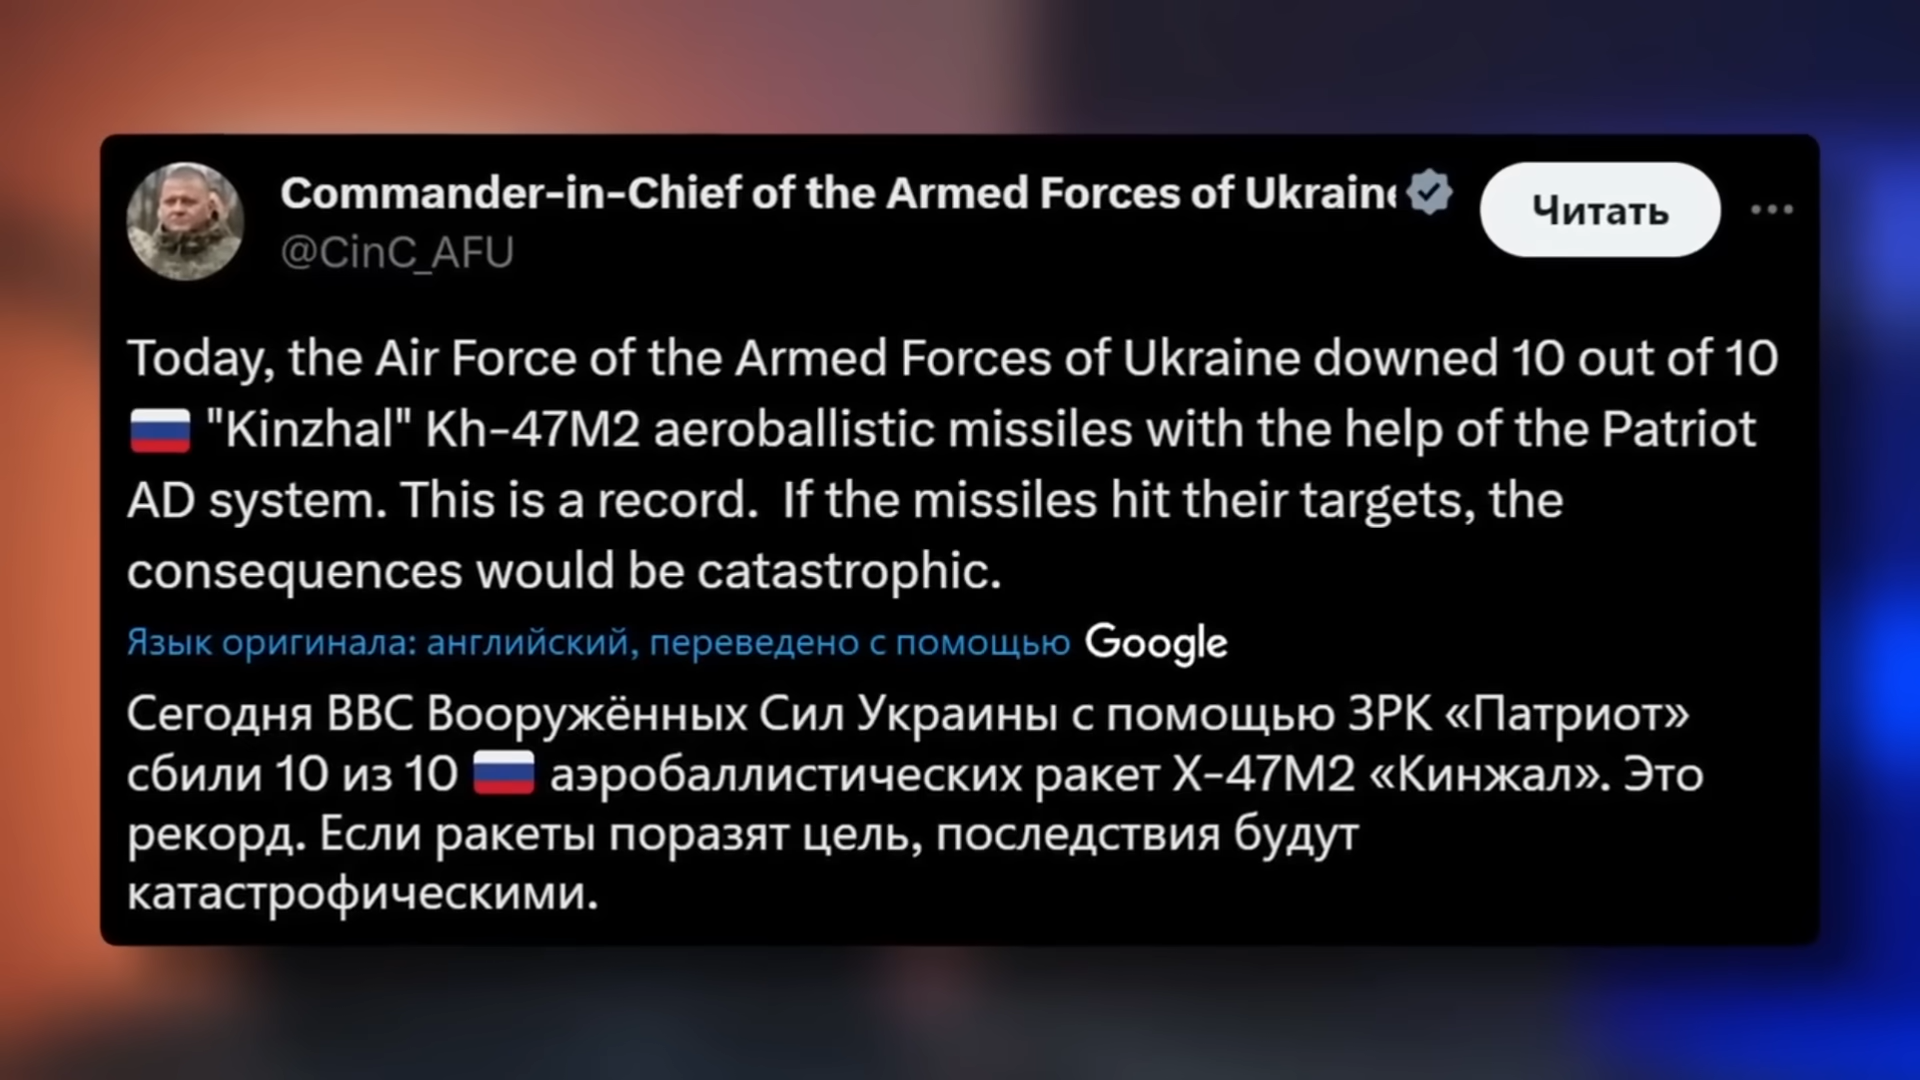 Commander-in-Chief of the Armed Forces of Ukraine
@CinC_AFU
Читать
Today, the Air Force of the Armed Forces of Ukraine downed 10 out of 10
"Kinzhal" Kh-47M2 aeroballistic missiles with the help of the Patriot
AD system. This is a record. If the missiles hit their targets, the
consequences would be catastrophic.
Язык оригинала: английский, переведено с помощью Google
Сегодня ВВС Вооружённых Сил Украины с помощью ЗРК «Патриот»
сбили 10 из 10 аэробаллистических ракет Х-47М2 «Кинжал». Это
рекорд. Если ракеты поразят цель, последствия будут
катастрофическими.